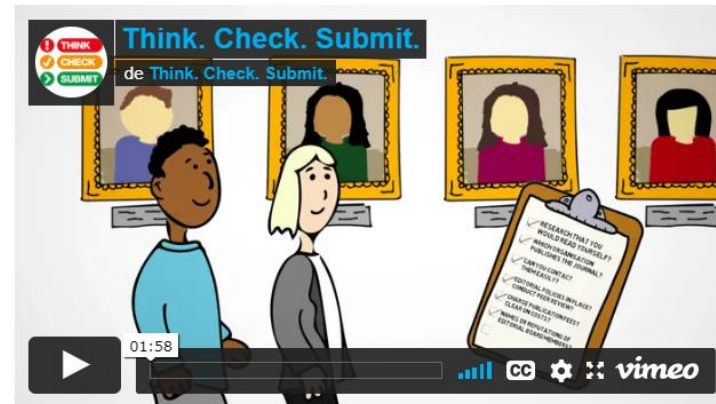 THINK
CHECK
SUBMIT
Think. Check. Submit.
de Think. Check. Submit.
RESEARCH THAT YOU
WOULD READ YOURSELF?
WHICH ORGANISATION
PUBLISHES THE JOURNAL?
CAN YOU CONTACT
THEM EASILY?
EDITORIAL POLICIES IN PLACE?
CONDUCT PEER REVIEW?
CHARGE PUBLICATION FEES?
CLEAR ON COSTS?
NAMES OR REPUTATIONS OF
EDITORIAL BOARD MEMBERS?
01:58
CC
vimeo